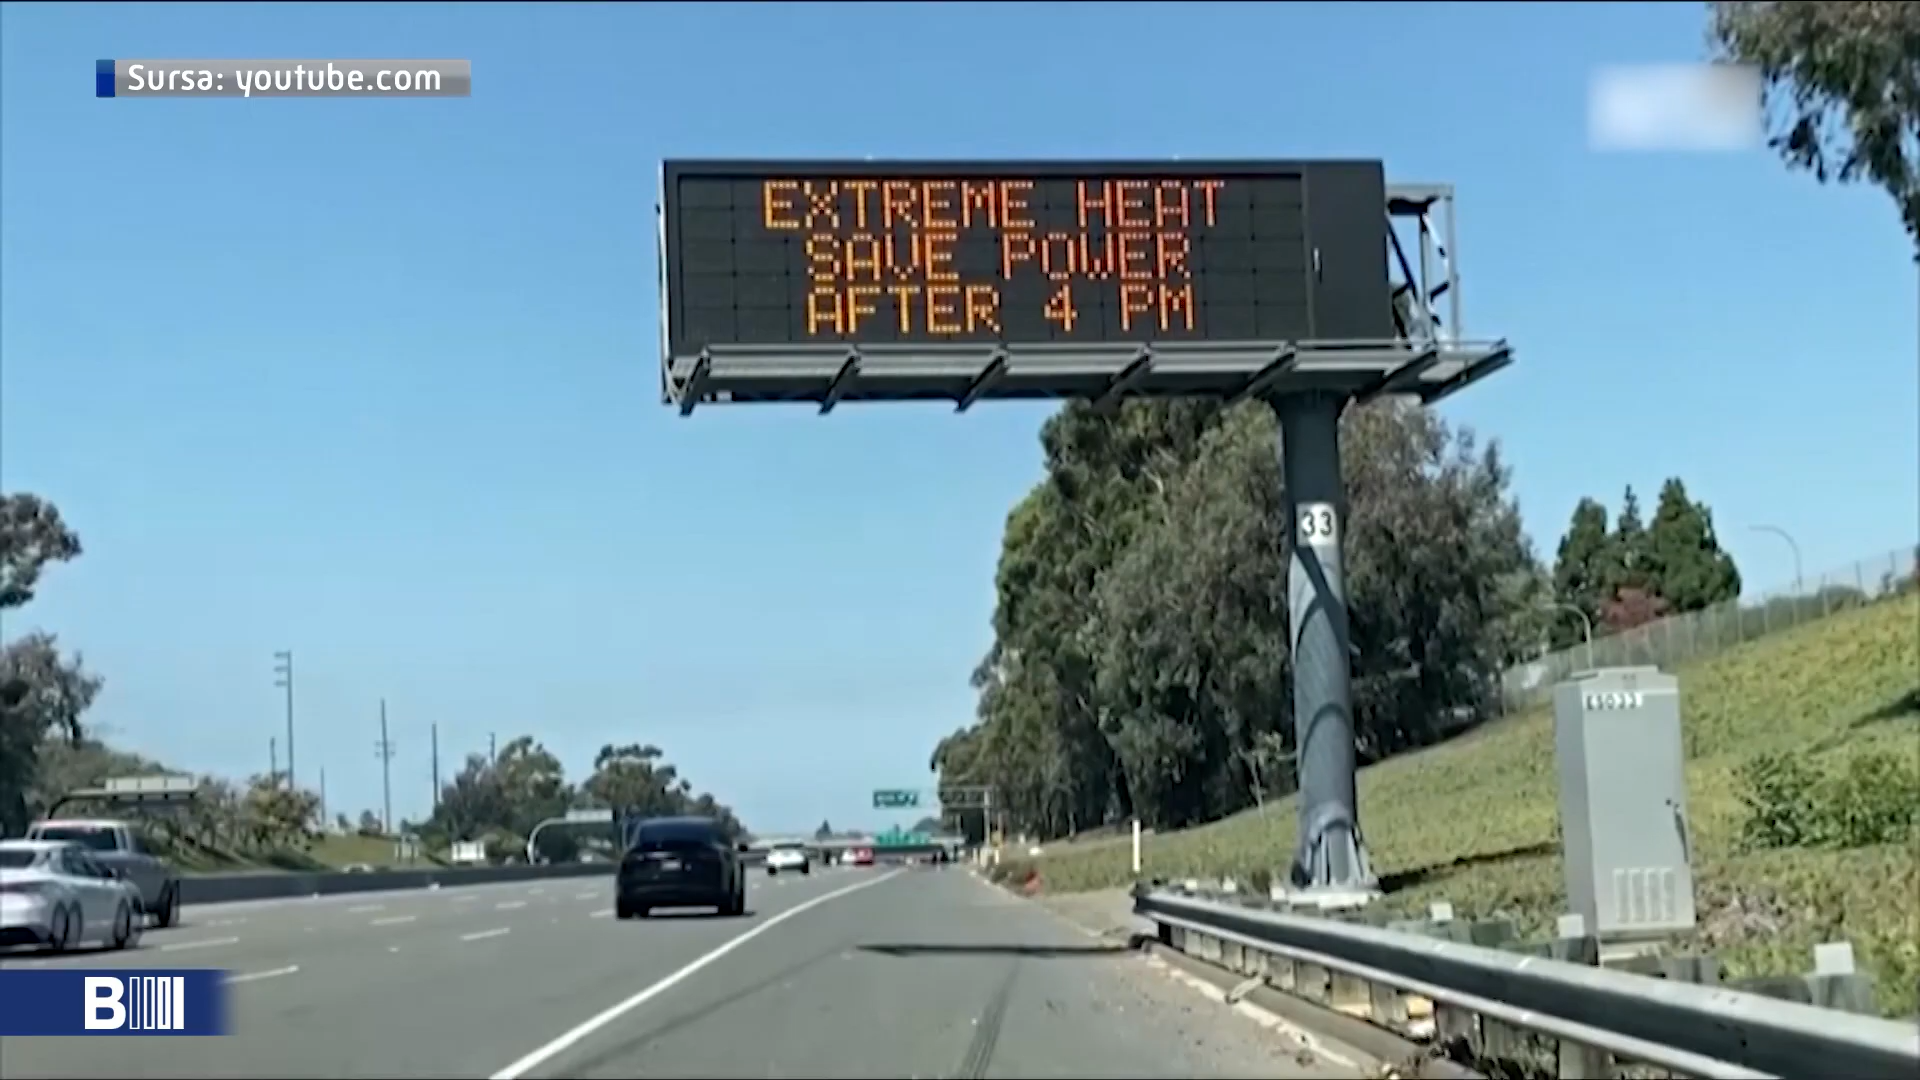 Sursa: youtube.com
EXTREME HEAT
SAVE POWER
AFTER 4 PM
33
B